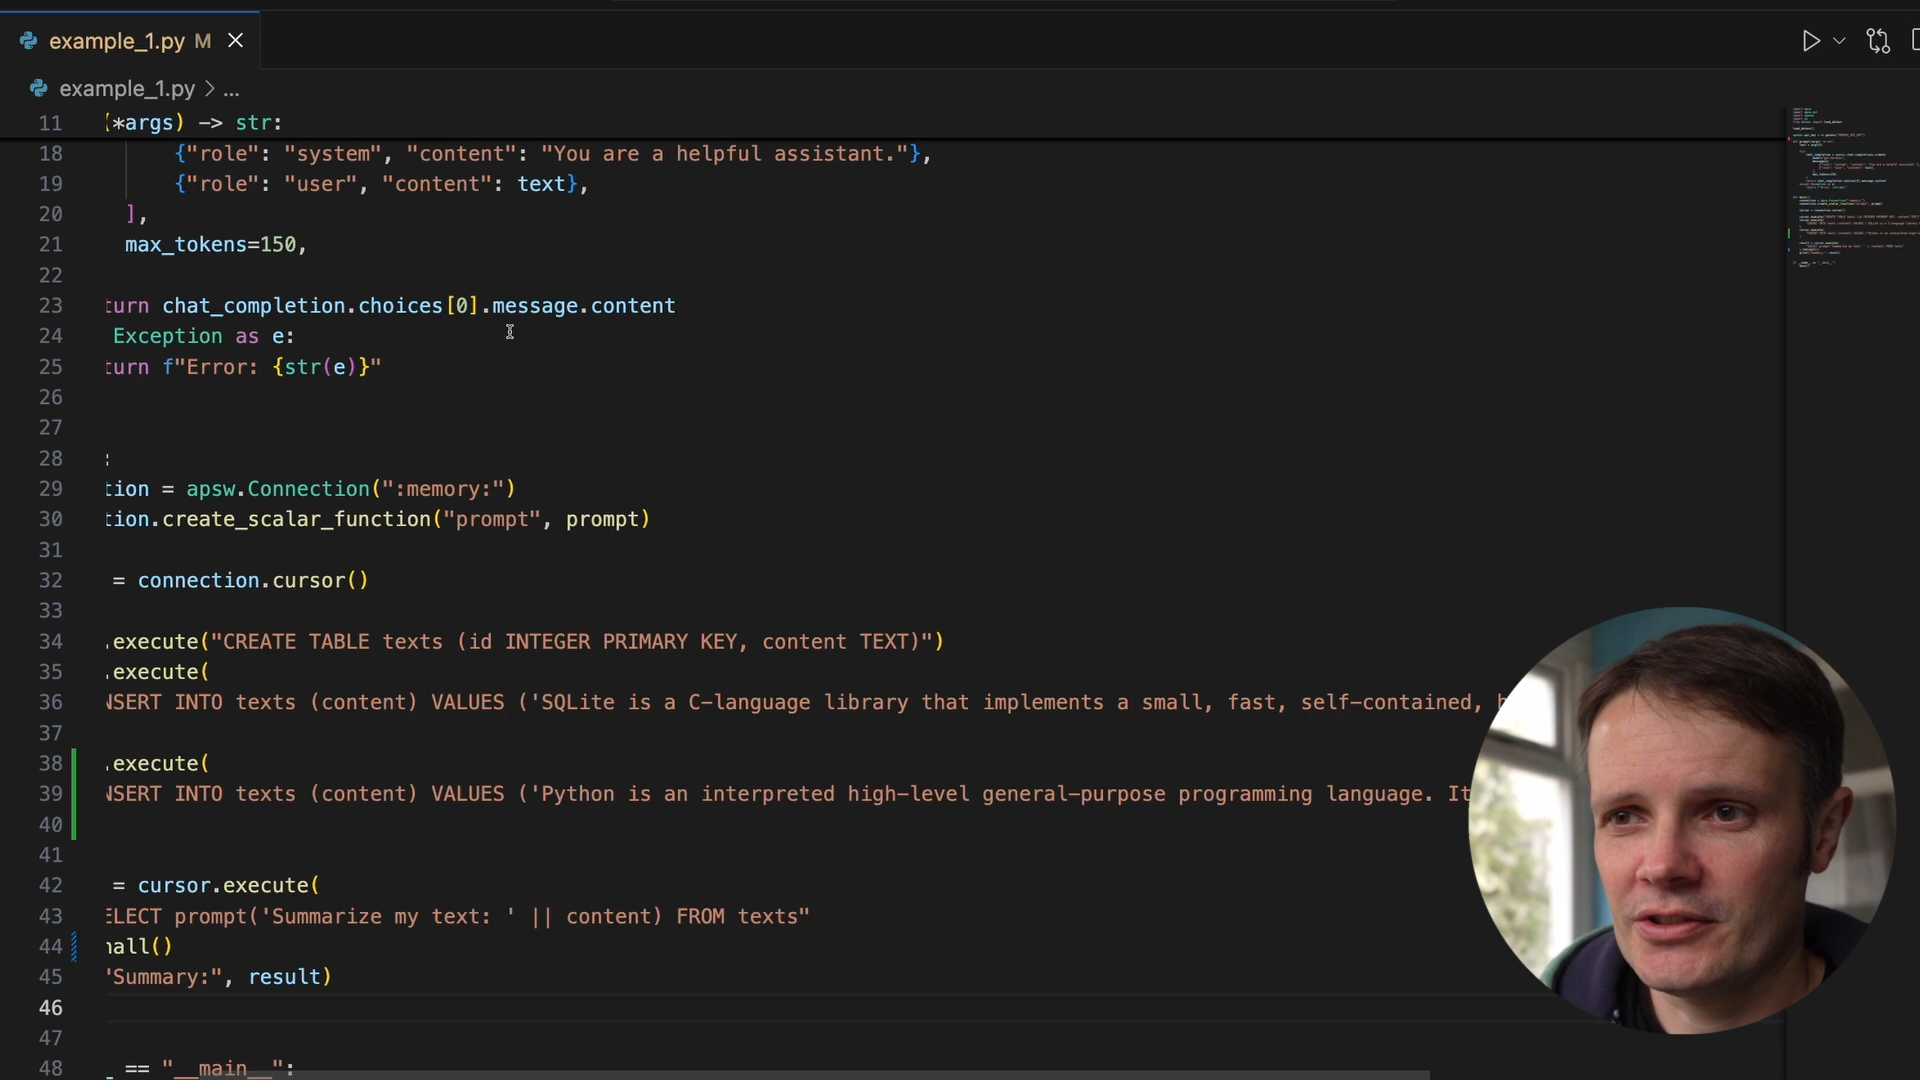 example_1.py M
example_1.py > ...
11 (*args) -> str:
18 {"role": "system", "content": "You are a helpful assistant."},
19 {"role": "user", "content": text},
20 ],
21 max_tokens=150,
22
23 turn chat_completion.choices[0].message.content
24 Exception as e:
25 turn f"Error: {str(e)}"
26
27
28 :
29 tion = apsw.Connection(":memory:")
30 tion.create_scalar_function("prompt", prompt)
31
32 = connection.cursor()
33
34 .execute("CREATE TABLE texts (id INTEGER PRIMARY KEY, content TEXT)")
35 .execute(
36 NSERT INTO texts (content) VALUES ('SQLite is a C-language library that implements a small, fast, self-contained,
37
38 .execute(
39 NSERT INTO texts (content) VALUES ('Python is an interpreted high-level general-purpose programming language. It
40
41
42 = cursor.execute(
43 ELECT prompt('Summarize my text: ' || content) FROM texts"
44 hall()
45 "Summary:", result)
46
47
48 _ == "__main__":